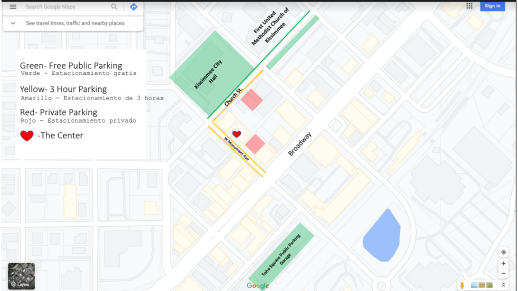 Search Google Maps
Sign in
See travel times, traffic and nearby places
Green- Free Public Parking
Verde - Estacionamiento gratis
Yellow- 3 Hour Parking
Amarillo - Estacionamiento de 3 horas
Red- Private Parking
Rojo - Estacionamiento privado
-The Center
First United
Methodist Church of
Kissimmee
Kissimmee City
Hall
Church St.
W Monument Ave
Broadway
Toho Square Public Parking
Garage
Layers
Google